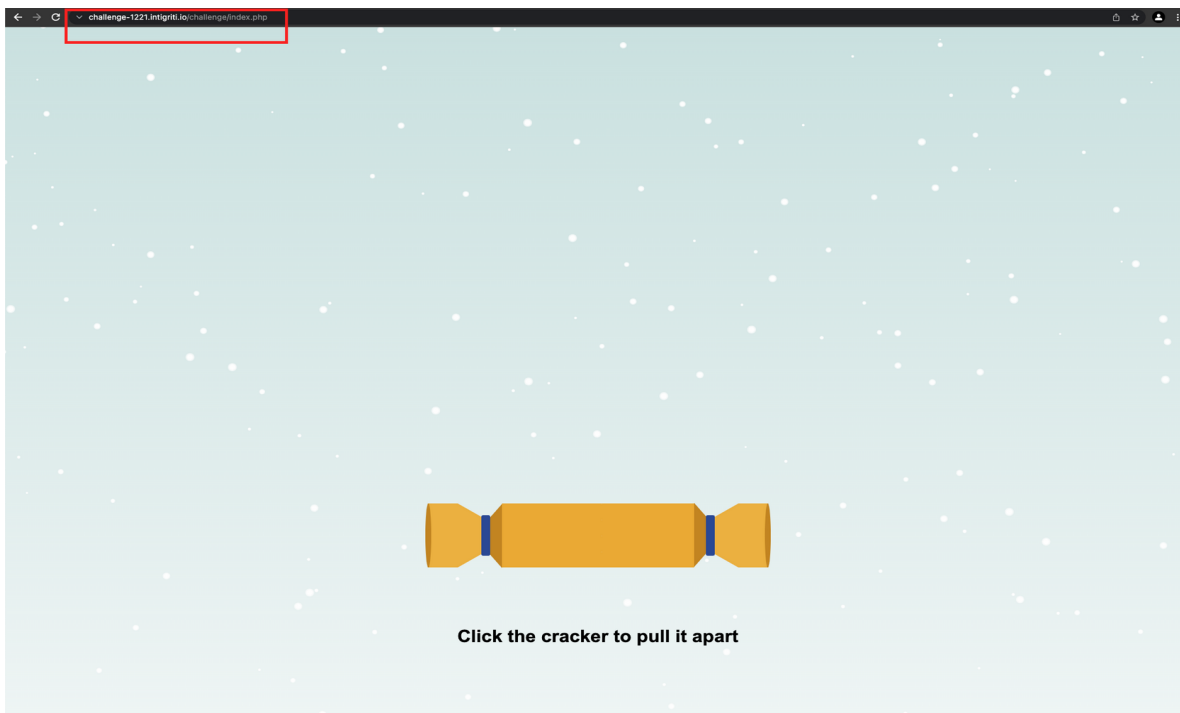 challenge-1221.intigriti.io/challenge/index.php
Click the cracker to pull it apart